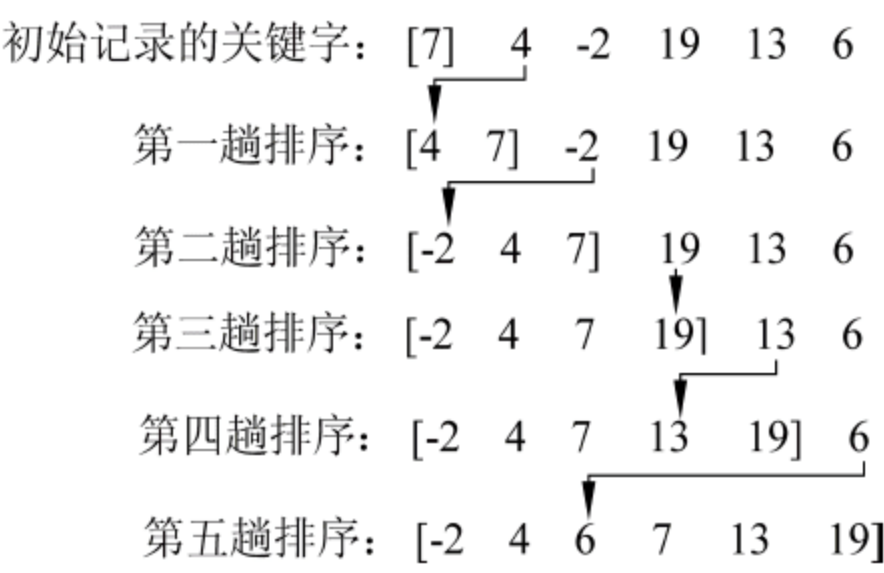 初始记录的关键字：[7] 4 -2 19 13 6
第一趟排序：[4 7] -2 19 13 6
第二趟排序：[-2 4 7] 19 13 6
第三趟排序：[-2 4 7 19] 13 6
第四趟排序：[-2 4 7 13 19] 6
第五趟排序：[-2 4 6 7 13 19]